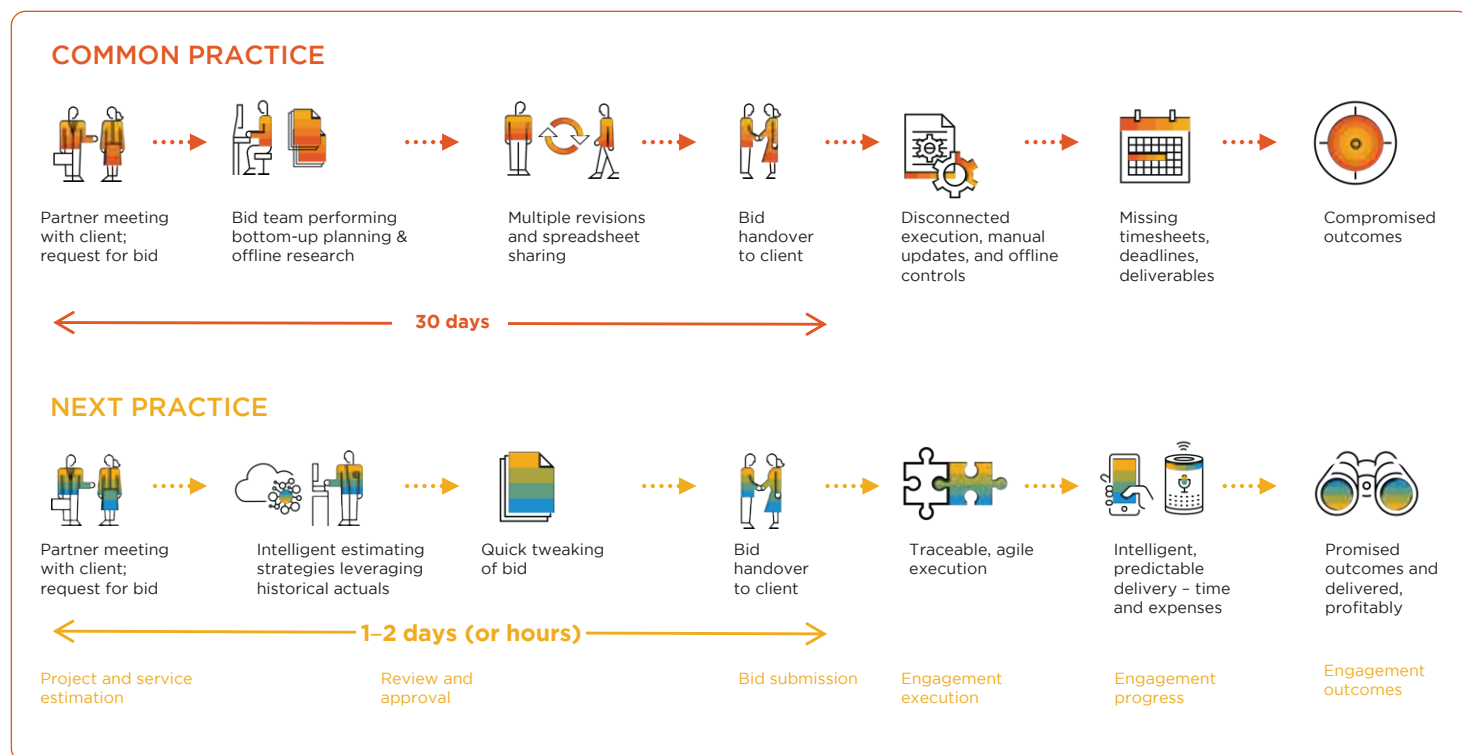 COMMON PRACTICE
Partner meeting
with client;
request for bid
Bid team performing
bottom-up planning &
offline research
Multiple revisions
and spreadsheet
sharing
Bid
handover
to client
Disconnected
execution, manual
updates, and offline
controls
Missing
timesheets,
deadlines,
deliverables
Compromised
outcomes
30 days
NEXT PRACTICE
Partner meeting
with client;
request for bid
Intelligent estimating
strategies leveraging
historical actuals
Quick tweaking
of bid
Bid
handover
to client
Traceable, agile
execution
Intelligent,
predictable
delivery – time
and expenses
Promised
outcomes and
delivered,
profitably
1–2 days (or hours)
Project and service
estimation
Review and
approval
Bid submission
Engagement
execution
Engagement
progress
Engagement
outcomes